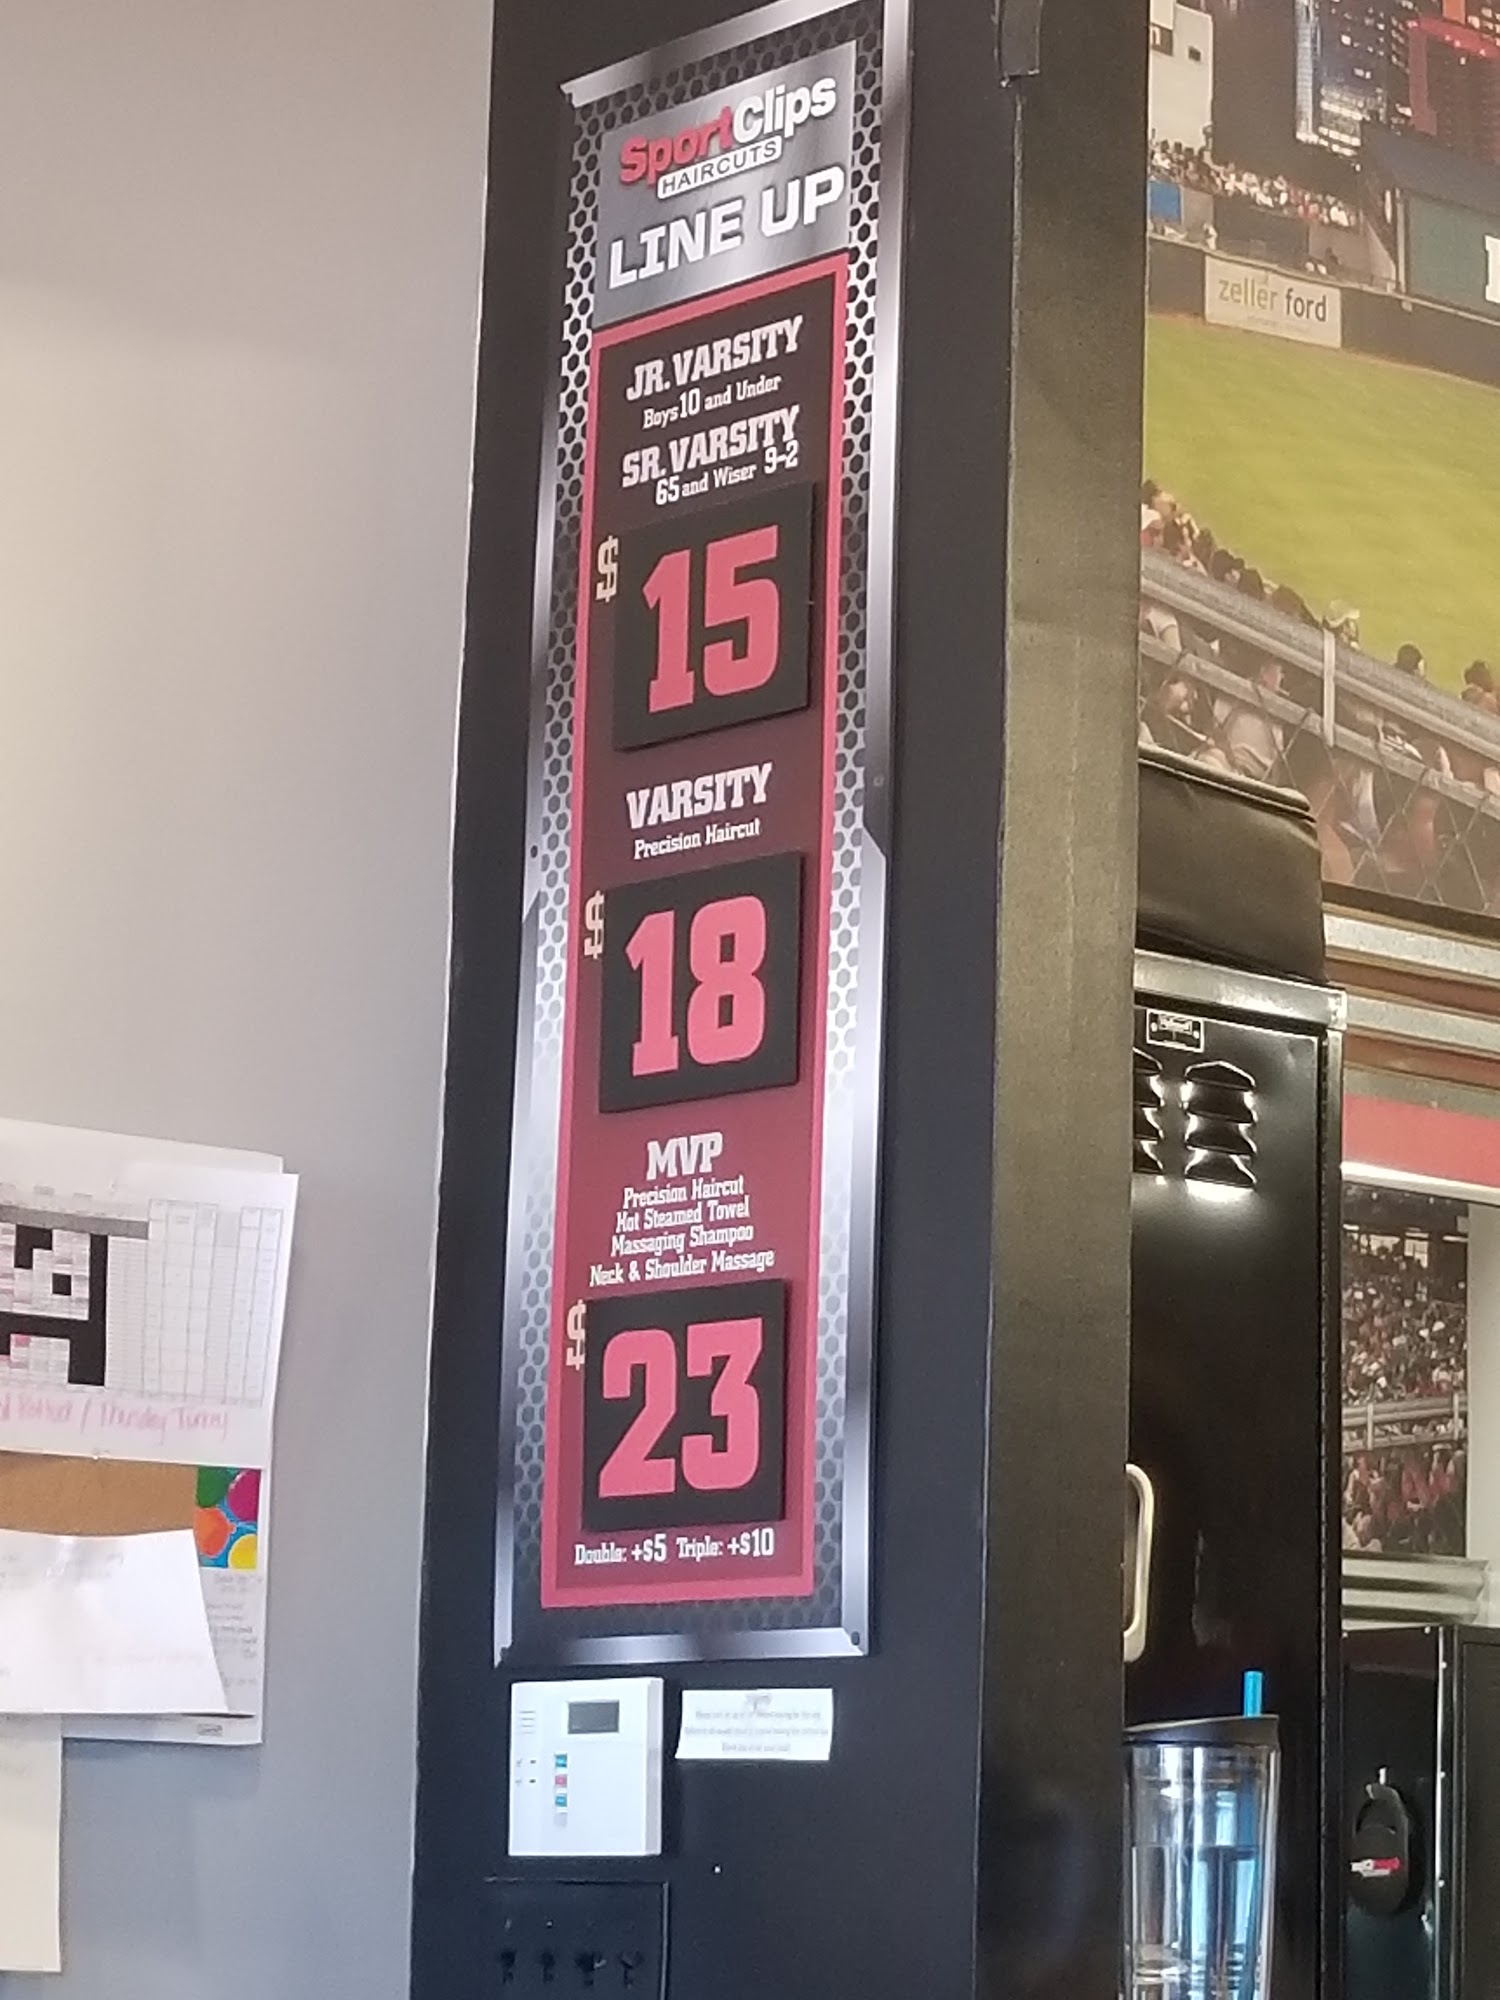 SportClips
HAIRCUTS
LINE UP
JR. VARSITY
Boys 10 and Under
SR. VARSITY
65 and Wiser 9-2
$15
VARSITY
Precision Haircut
$18
MVP
Precision Haircut
Hot Steamed Towel
Massaging Shampoo
Neck & Shoulder Massage
$23
Double: +$5 Triple: +$10
zeller ford